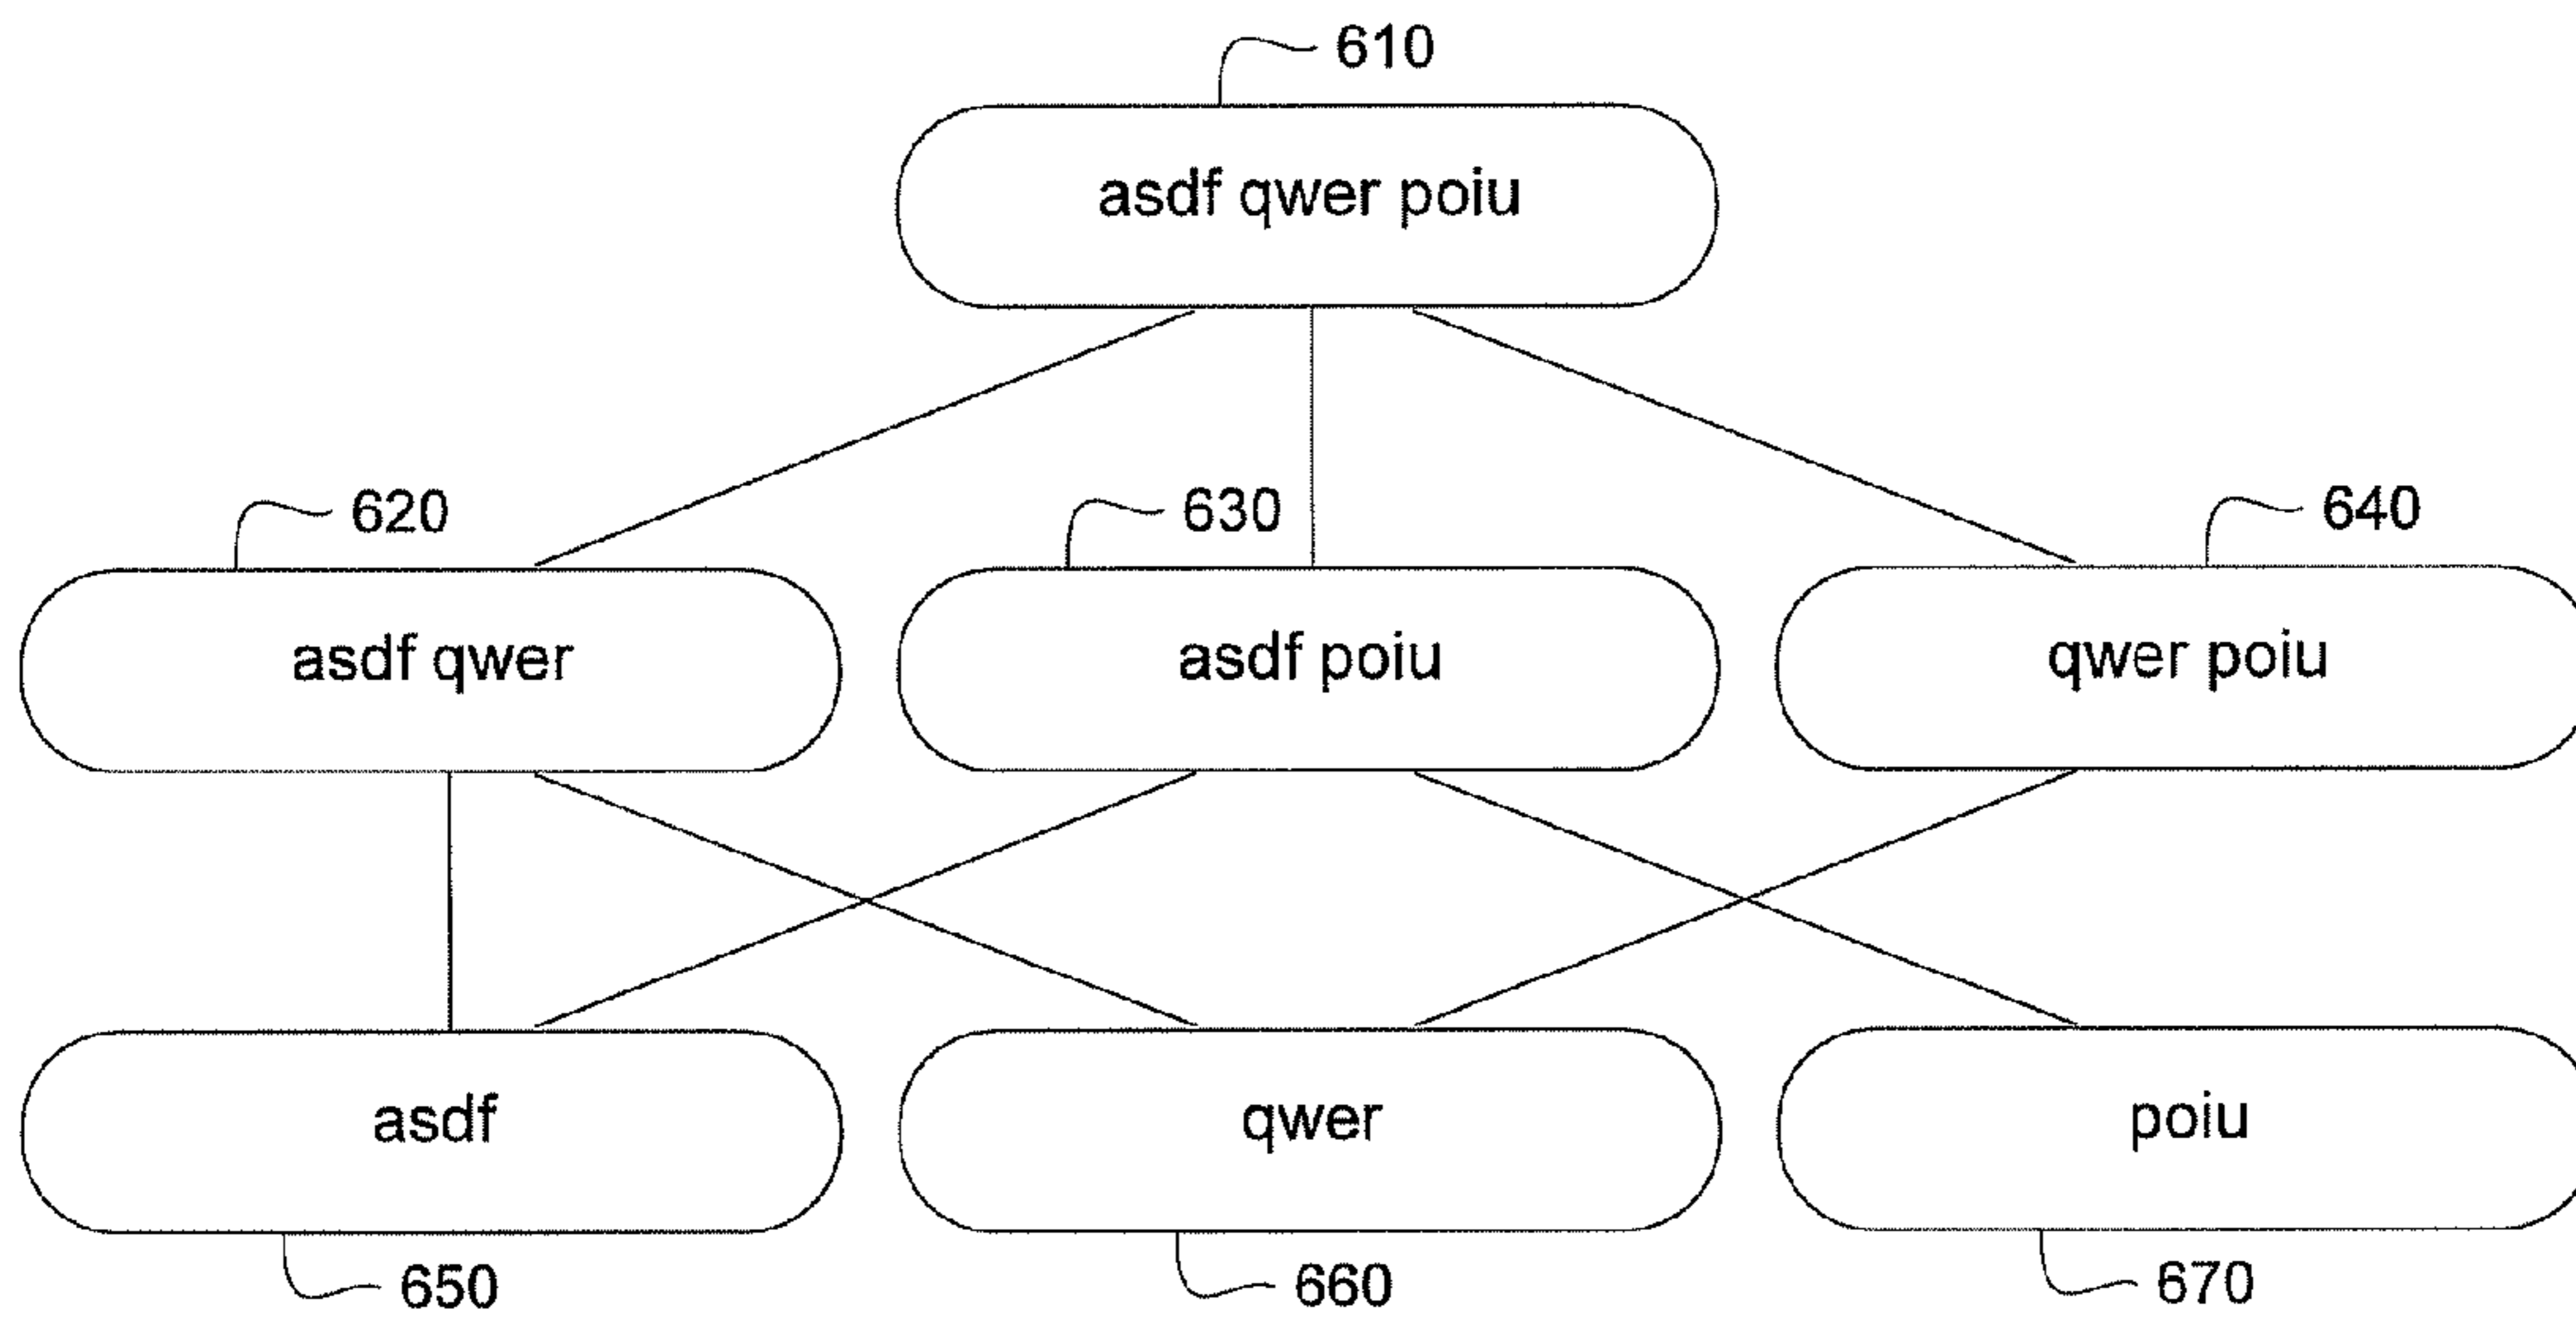 610
asdf qwer poiu
620
630
640
asdf qwer
asdf poiu
qwer poiu
asdf
qwer
poiu
650
660
670